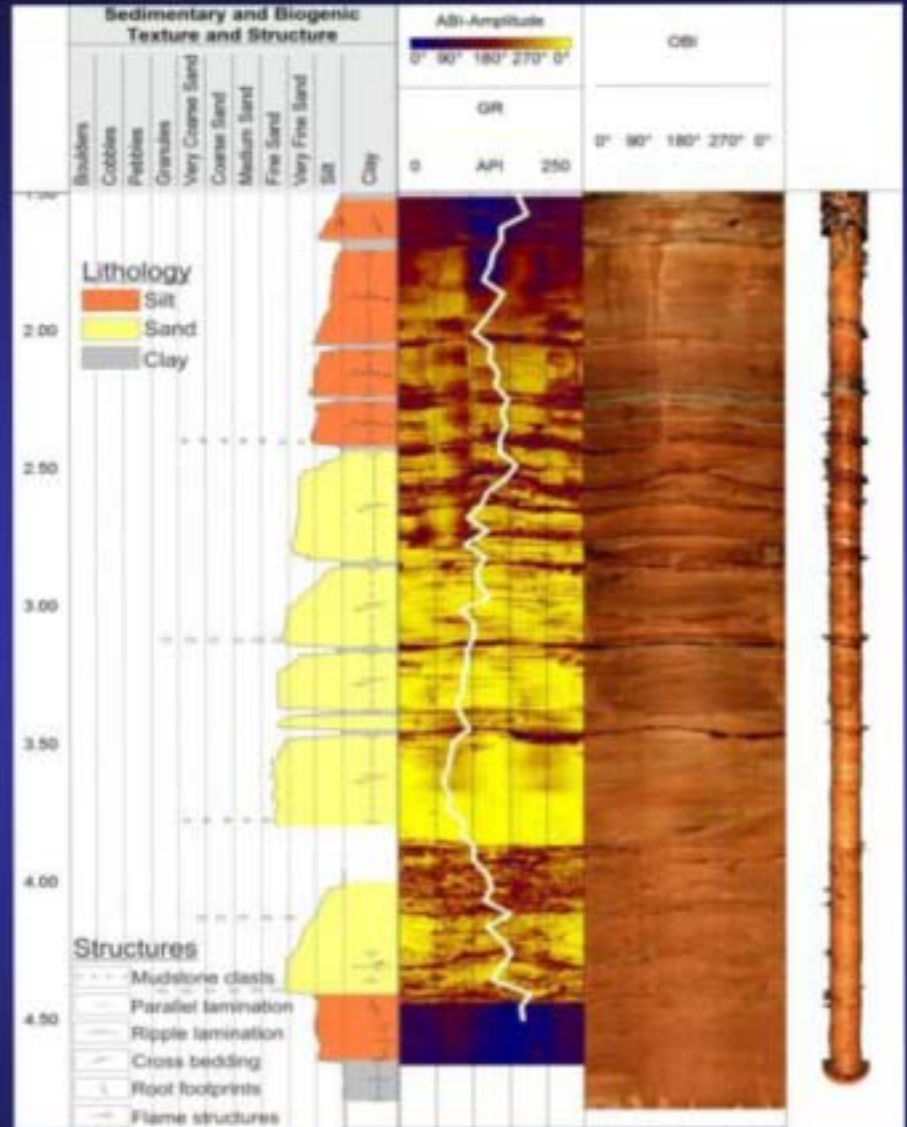 Sedimentary and Biogenic
Texture and Structure
Boulders
Cobbles
Pebbles
Granules
Very Coarse Sand
Coarse Sand
Medium Sand
Fine Sand
Very Fine Sand
Silt
Clay
ABI-Amplitude
0° 90° 180° 270° 0°
GR
0 API 250
OBI
0° 90° 180° 270° 0°
Lithology
Silt
Sand
Clay
2.00
2.50
3.00
3.50
4.00
4.50
Structures
Mudstone clasts
Parallel lamination
Ripple lamination
Cross bedding
Root footprints
Flame structures